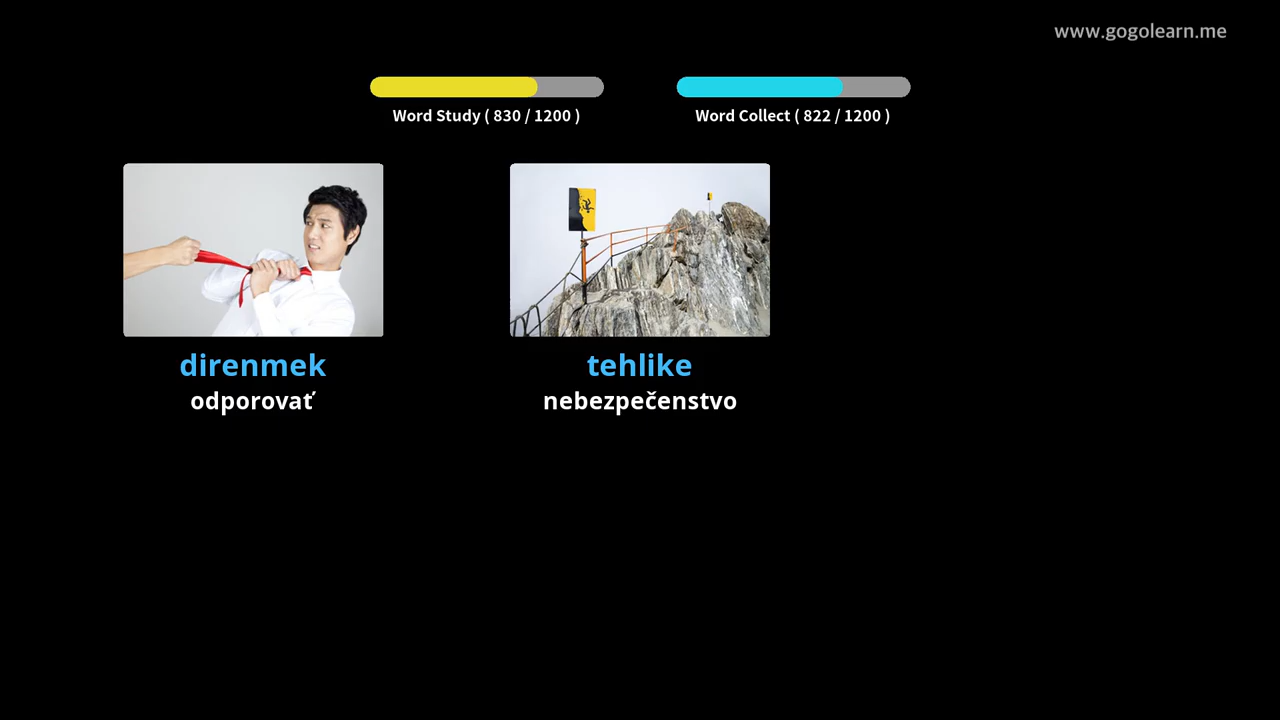 www.gogolearn.me
Word Study ( 830 / 1200 )
Word Collect ( 822 / 1200 )
direnmek
odporovať
tehlike
nebezpečenstvo